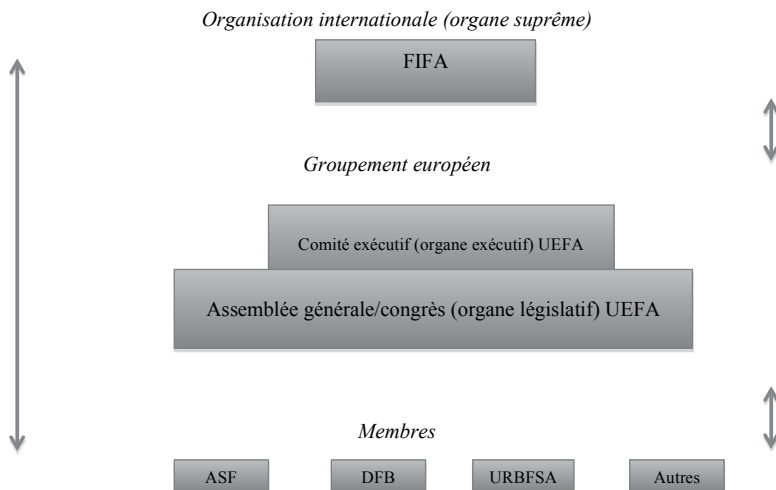 Organisation internationale (organe suprême)
FIFA
Groupement européen
Comité exécutif (organe exécutif) UEFA
Assemblée générale/congrès (organe législatif) UEFA
Membres
ASF DFB URBFSA Autres